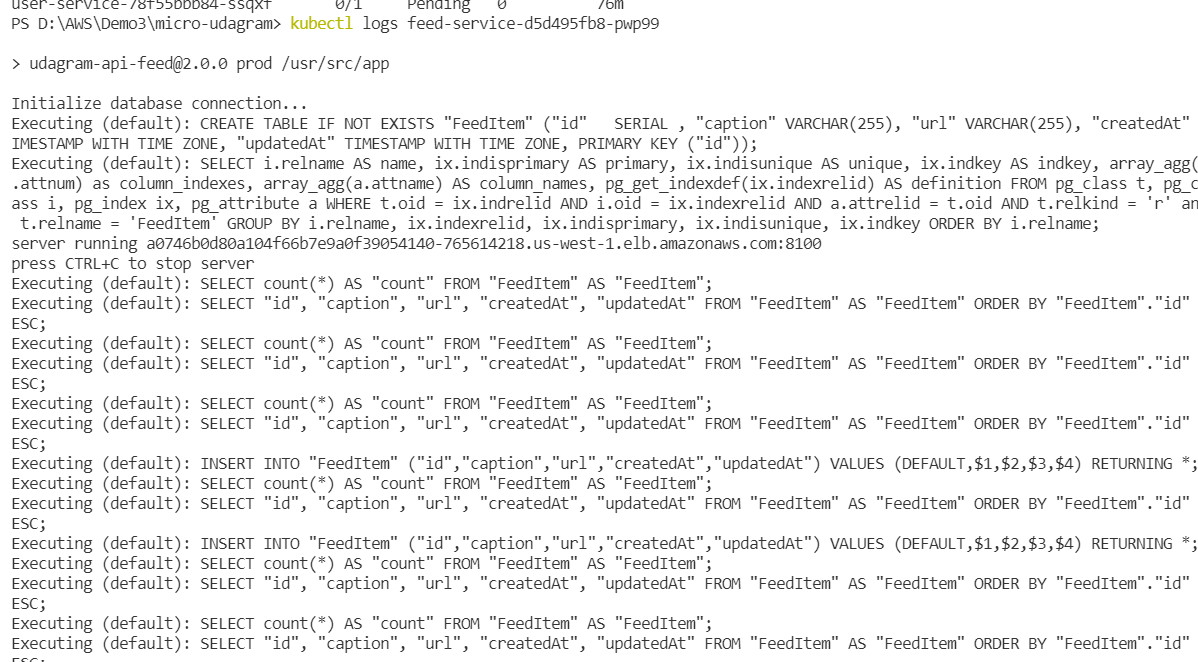 user-service-78f55bbb84-ssqxf 0/1 Pending 0 76m
PS D:\AWS\Demo3\micro-udagram> kubectl logs feed-service-d5d495fb8-pwp99
> udagram-api-feed@2.0.0 prod /usr/src/app
Initialize database connection...
Executing (default): CREATE TABLE IF NOT EXISTS "FeedItem" ("id"   SERIAL , "caption" VARCHAR(255), "url" VARCHAR(255), "createdAt"
IMESTAMP WITH TIME ZONE, "updatedAt" TIMESTAMP WITH TIME ZONE, PRIMARY KEY ("id"));
Executing (default): SELECT i.relname AS name, ix.indisprimary AS primary, ix.indisunique AS unique, ix.indkey AS indkey, array_agg(
.attnum) as column_indexes, array_agg(a.attname) AS column_names, pg_get_indexdef(ix.indexrelid) AS definition FROM pg_class t, pg_c
ass i, pg_index ix, pg_attribute a WHERE t.oid = ix.indrelid AND i.oid = ix.indexrelid AND a.attrelid = t.oid AND t.relkind = 'r' an
t.relname = 'FeedItem' GROUP BY i.relname, ix.indexrelid, ix.indisprimary, ix.indisunique, ix.indkey ORDER BY i.relname;
server running a0746b0d80a104f66b7e9a0f39054140-765614218.us-west-1.elb.amazonaws.com:8100
press CTRL+C to stop server
Executing (default): SELECT count(*) AS "count" FROM "FeedItem" AS "FeedItem";
Executing (default): SELECT "id", "caption", "url", "createdAt", "updatedAt" FROM "FeedItem" AS "FeedItem" ORDER BY "FeedItem"."id"
ESC;
Executing (default): SELECT count(*) AS "count" FROM "FeedItem" AS "FeedItem";
Executing (default): SELECT "id", "caption", "url", "createdAt", "updatedAt" FROM "FeedItem" AS "FeedItem" ORDER BY "FeedItem"."id"
ESC;
Executing (default): SELECT count(*) AS "count" FROM "FeedItem" AS "FeedItem";
Executing (default): SELECT "id", "caption", "url", "createdAt", "updatedAt" FROM "FeedItem" AS "FeedItem" ORDER BY "FeedItem"."id"
ESC;
Executing (default): INSERT INTO "FeedItem" ("id","caption","url","createdAt","updatedAt") VALUES (DEFAULT,$1,$2,$3,$4) RETURNING *;
Executing (default): SELECT count(*) AS "count" FROM "FeedItem" AS "FeedItem";
Executing (default): SELECT "id", "caption", "url", "createdAt", "updatedAt" FROM "FeedItem" AS "FeedItem" ORDER BY "FeedItem"."id"
ESC;
Executing (default): INSERT INTO "FeedItem" ("id","caption","url","createdAt","updatedAt") VALUES (DEFAULT,$1,$2,$3,$4) RETURNING *;
Executing (default): SELECT count(*) AS "count" FROM "FeedItem" AS "FeedItem";
Executing (default): SELECT "id", "caption", "url", "createdAt", "updatedAt" FROM "FeedItem" AS "FeedItem" ORDER BY "FeedItem"."id"
ESC;
Executing (default): SELECT count(*) AS "count" FROM "FeedItem" AS "FeedItem";
Executing (default): SELECT "id", "caption", "url", "createdAt", "updatedAt" FROM "FeedItem" AS "FeedItem" ORDER BY "FeedItem"."id"
ESC;